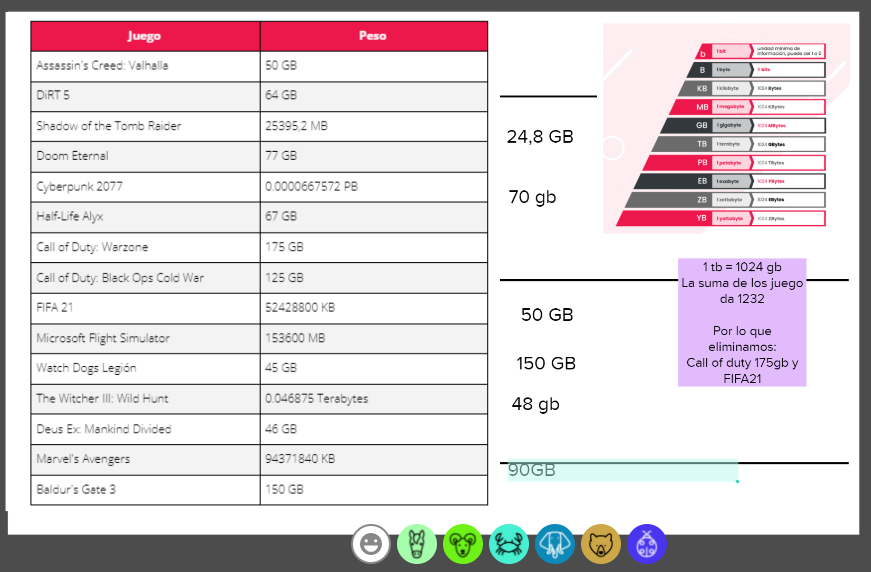 Juego Peso
Assassin's Creed: Valhalla 50 GB
DiRT 5 64 GB
Shadow of the Tomb Raider 25395,2 MB
Doom Eternal 77 GB
Cyberpunk 2077 0.0000667572 PB
Half-Life Alyx 67 GB
Call of Duty: Warzone 175 GB
Call of Duty: Black Ops Cold War 125 GB
FIFA 21 52428800 KB
Microsoft Flight Simulator 153600 MB
Watch Dogs Legión 45 GB
The Witcher III: Wild Hunt 0.046875 Terabytes
Deus Ex: Mankind Divided 46 GB
Marvel's Avengers 94371840 KB
Baldur's Gate 3 150 GB
24,8 GB
70 gb
50 GB
150 GB
48 gb
90GB
b 1 bit unidad mínima de
información, puede ser 1 o 0
B 1 byte 8 bits
KB 1 kilobyte 1024 Bytes
MB 1 megabyte 1024 KBytes
GB 1 gigabyte 1024 MBytes
TB 1 terabyte 1024 GBytes
PB 1 petabyte 1024 TBytes
EB 1 exabyte 1024 PBytes
ZB 1 zettabyte 1024 EBytes
YB 1 yottabyte 1024 ZBytes
1 tb = 1024 gb
La suma de los juego
da 1232
Por lo que
eliminamos:
Call of duty 175gb y
FIFA21